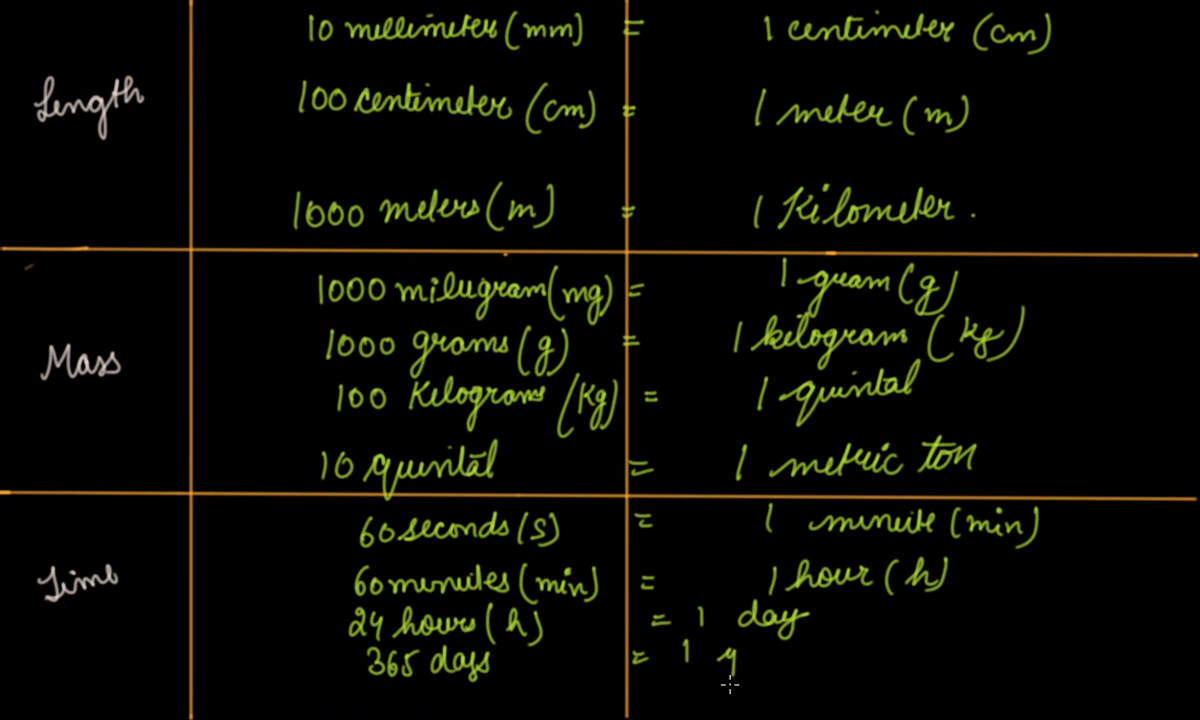 10 millimeter (mm) = 1 centimeter (cm)
Length
100 centimeter (cm) = 1 meter (m)
1000 meters (m) = 1 Kilometer.
1000 miligram (mg) = 1 gram (g)
1000 grams (g) = 1 kilogram (kg)
Mass
100 Kilograms (Kg) = 1 quintal
10 quintal = 1 metric ton
60 seconds (s) = 1 minute (min)
Time
60 minutes (min) = 1 hour (h)
24 hours (h) = 1 day
365 days = 1 y